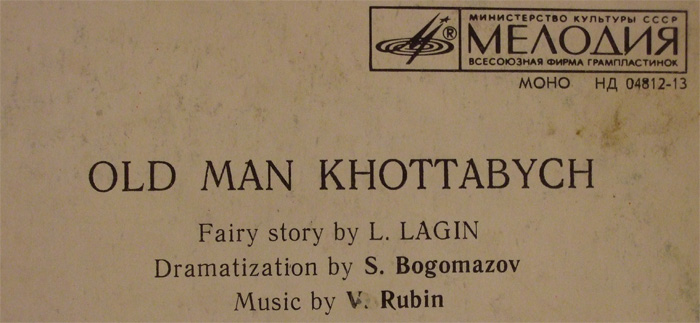 МИНИСТЕРСТВО КУЛЬТУРЫ СССР
® МЕЛОДИЯ
ВСЕСОЮЗНАЯ ФИРМА ГРАМПЛАСТИНОК
МОНО НД 04812-13
OLD MAN KHOTTABYCH
Fairy story by L. LAGIN
Dramatization by S. Bogomazov
Music by V. Rubin